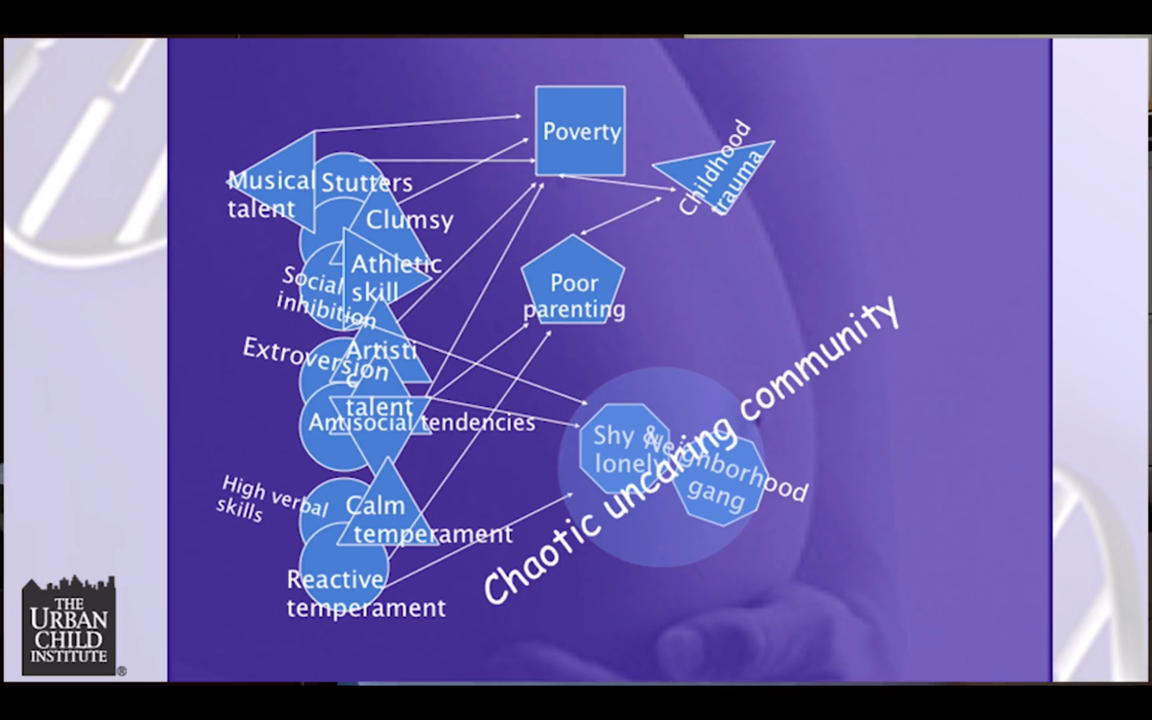 Poverty
Childhood
trauma
Musical
talent
Stutters
Clumsy
Athletic
skill
Social
inhibition
Poor
parenting
Extroversion
Artisti
c
talent
Antisocial tendencies
Shy &
lonely
Neighborhood
gang
Chaotic uncaring community
High verbal
skills
Calm
temperament
Reactive
temperament
THE
URBAN
CHILD
INSTITUTE
®